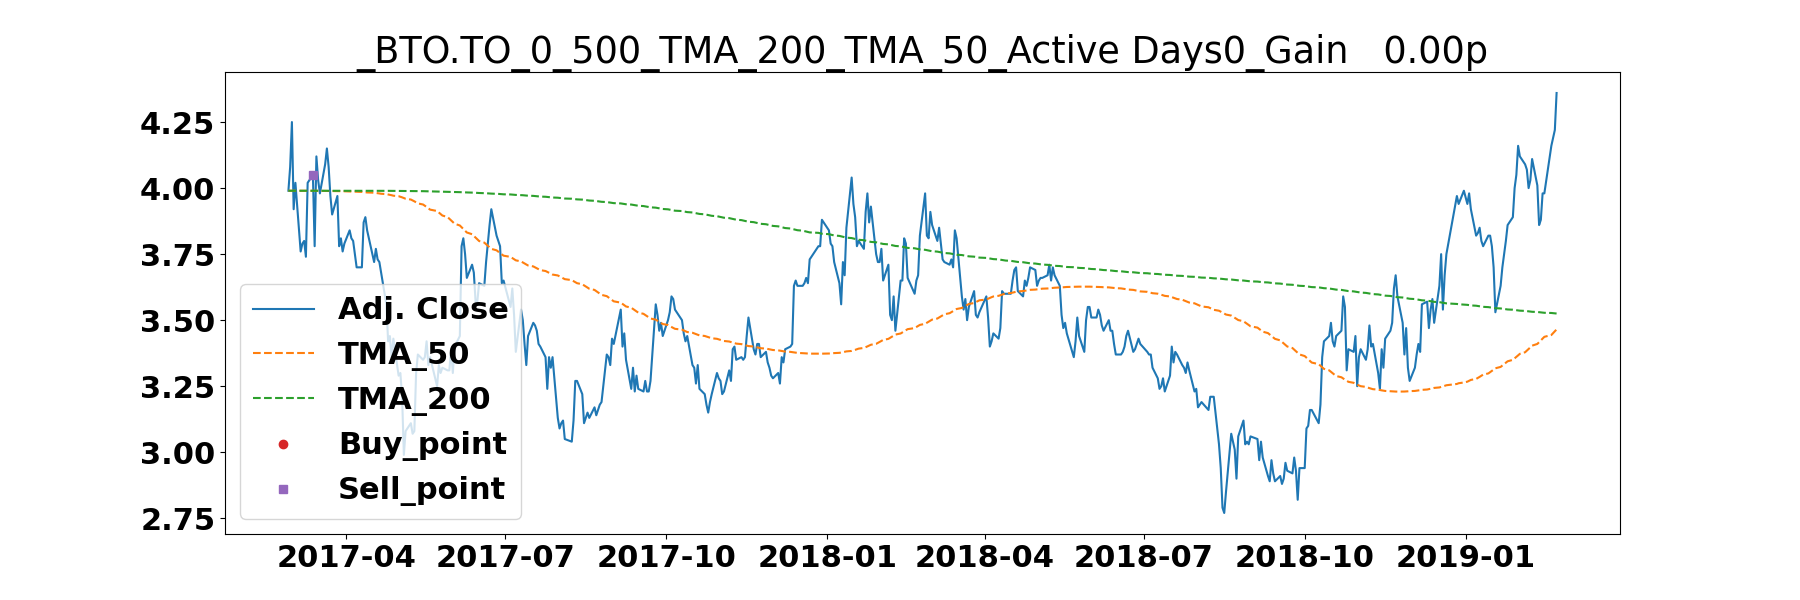 _BTO.TO_0_500_TMA_200_TMA_50_Active Days0_Gain   0.00p
4.25
4.00
3.75
3.50
3.25
3.00
2.75
Adj. Close
TMA_50
TMA_200
Buy_point
Sell_point
2017-04 2017-07 2017-10 2018-01 2018-04 2018-07 2018-10 2019-01